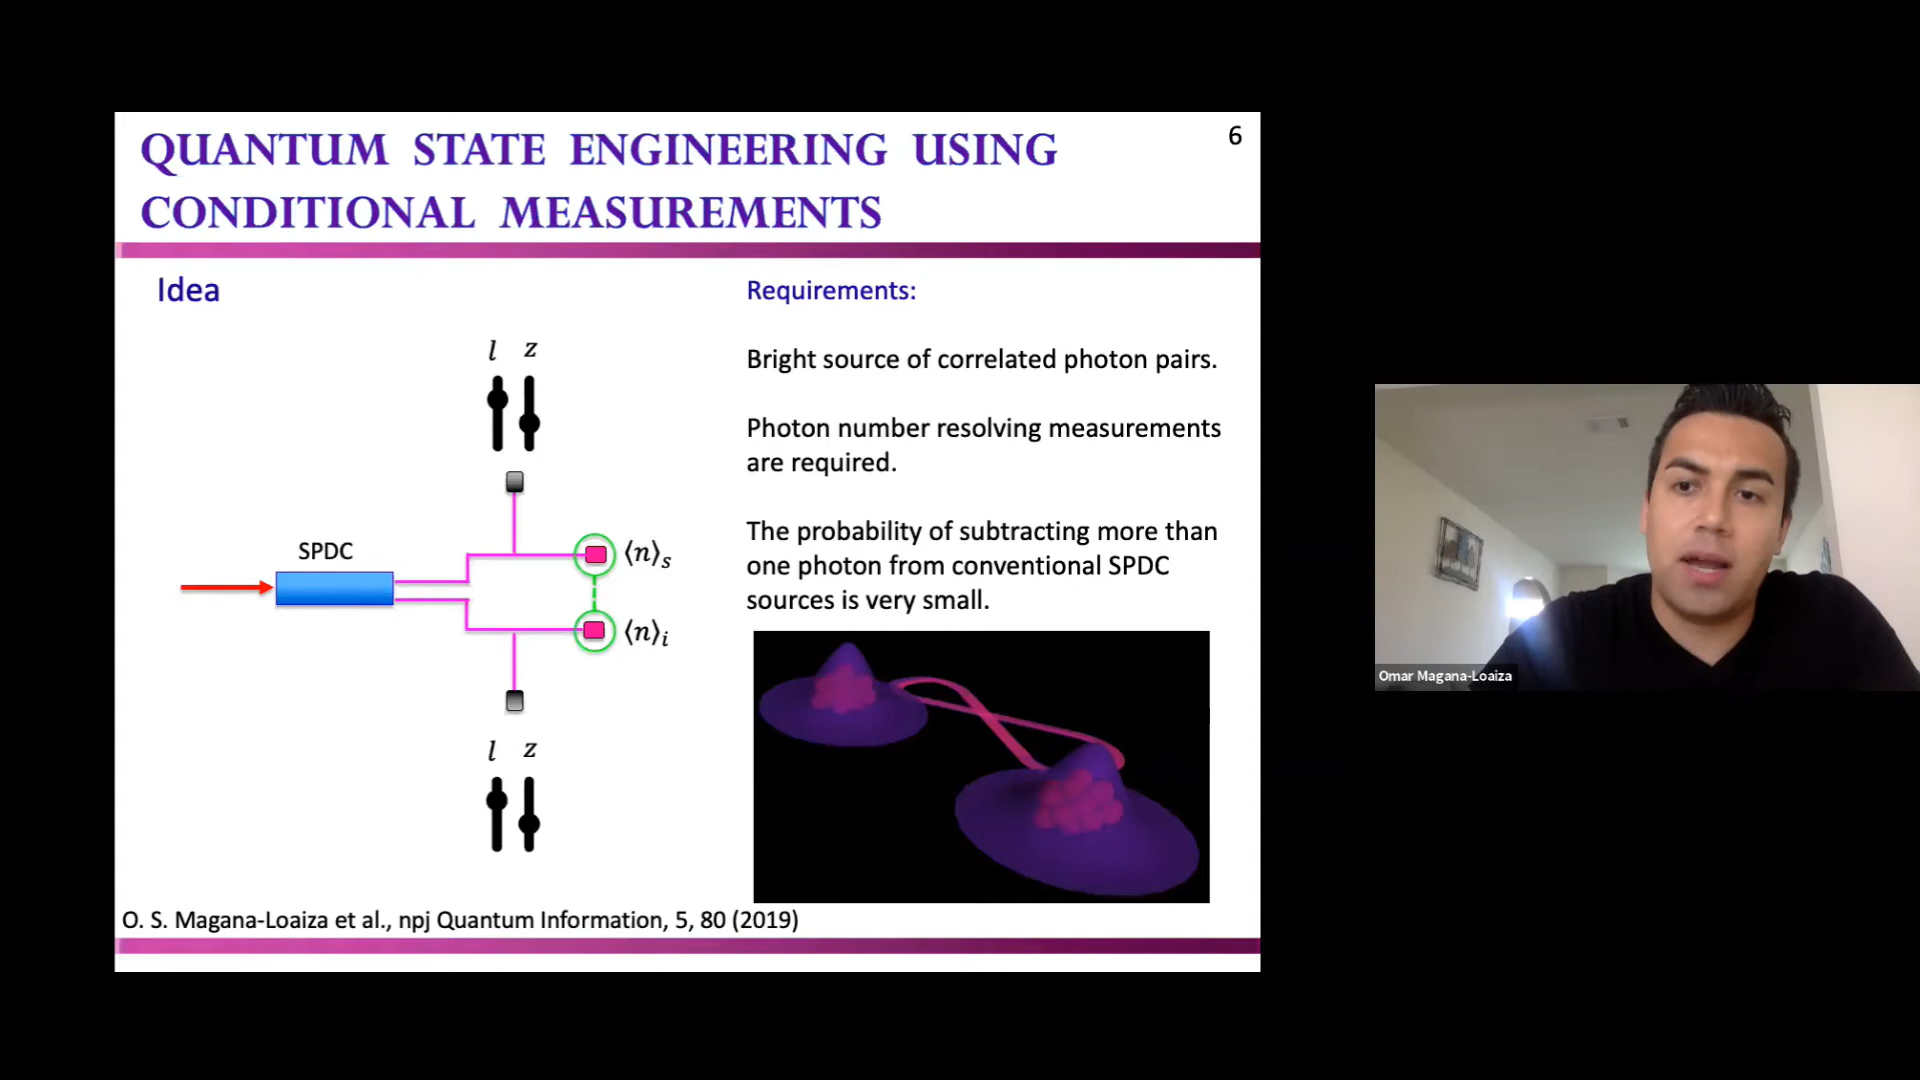 QUANTUM STATE ENGINEERING USING
CONDITIONAL MEASUREMENTS
6
Idea
l z
SPDC
⟨n⟩s
⟨n⟩i
l z
Requirements:
Bright source of correlated photon pairs.
Photon number resolving measurements
are required.
The probability of subtracting more than
one photon from conventional SPDC
sources is very small.
O. S. Magana-Loaiza et al., npj Quantum Information, 5, 80 (2019)
Omar Magana-Loaiza